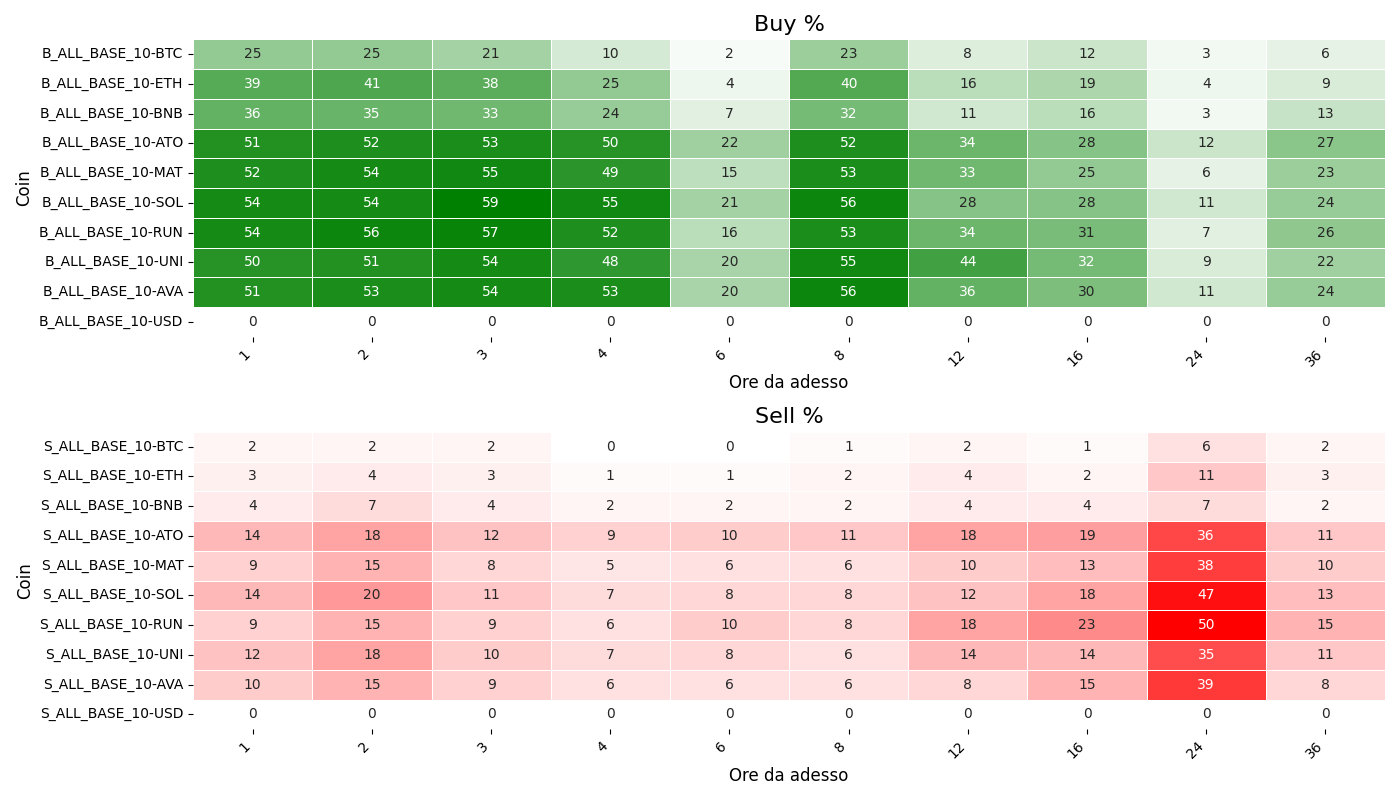 Buy %
Coin
B_ALL_BASE_10-BTC 25 25 21 10 2 23 8 12 3 6
B_ALL_BASE_10-ETH 39 41 38 25 4 40 16 19 4 9
B_ALL_BASE_10-BNB 36 35 33 24 7 32 11 16 3 13
B_ALL_BASE_10-ATO 51 52 53 50 22 52 34 28 12 27
B_ALL_BASE_10-MAT 52 54 55 49 15 53 33 25 6 23
B_ALL_BASE_10-SOL 54 54 59 55 21 56 28 28 11 24
B_ALL_BASE_10-RUN 54 56 57 52 16 53 34 31 7 26
B_ALL_BASE_10-UNI 50 51 54 48 20 55 44 32 9 22
B_ALL_BASE_10-AVA 51 53 54 53 20 56 36 30 11 24
B_ALL_BASE_10-USD 0 0 0 0 0 0 0 0 0 0
1 2 3 4 6 8 12 16 24 36
Ore da adesso
Sell %
Coin
S_ALL_BASE_10-BTC 2 2 2 0 0 1 2 1 6 2
S_ALL_BASE_10-ETH 3 4 3 1 1 2 4 2 11 3
S_ALL_BASE_10-BNB 4 7 4 2 2 2 4 4 7 2
S_ALL_BASE_10-ATO 14 18 12 9 10 11 18 19 36 11
S_ALL_BASE_10-MAT 9 15 8 5 6 6 10 13 38 10
S_ALL_BASE_10-SOL 14 20 11 7 8 8 12 18 47 13
S_ALL_BASE_10-RUN 9 15 9 6 10 8 18 23 50 15
S_ALL_BASE_10-UNI 12 18 10 7 8 6 14 14 35 11
S_ALL_BASE_10-AVA 10 15 9 6 6 6 8 15 39 8
S_ALL_BASE_10-USD 0 0 0 0 0 0 0 0 0 0
1 2 3 4 6 8 12 16 24 36
Ore da adesso